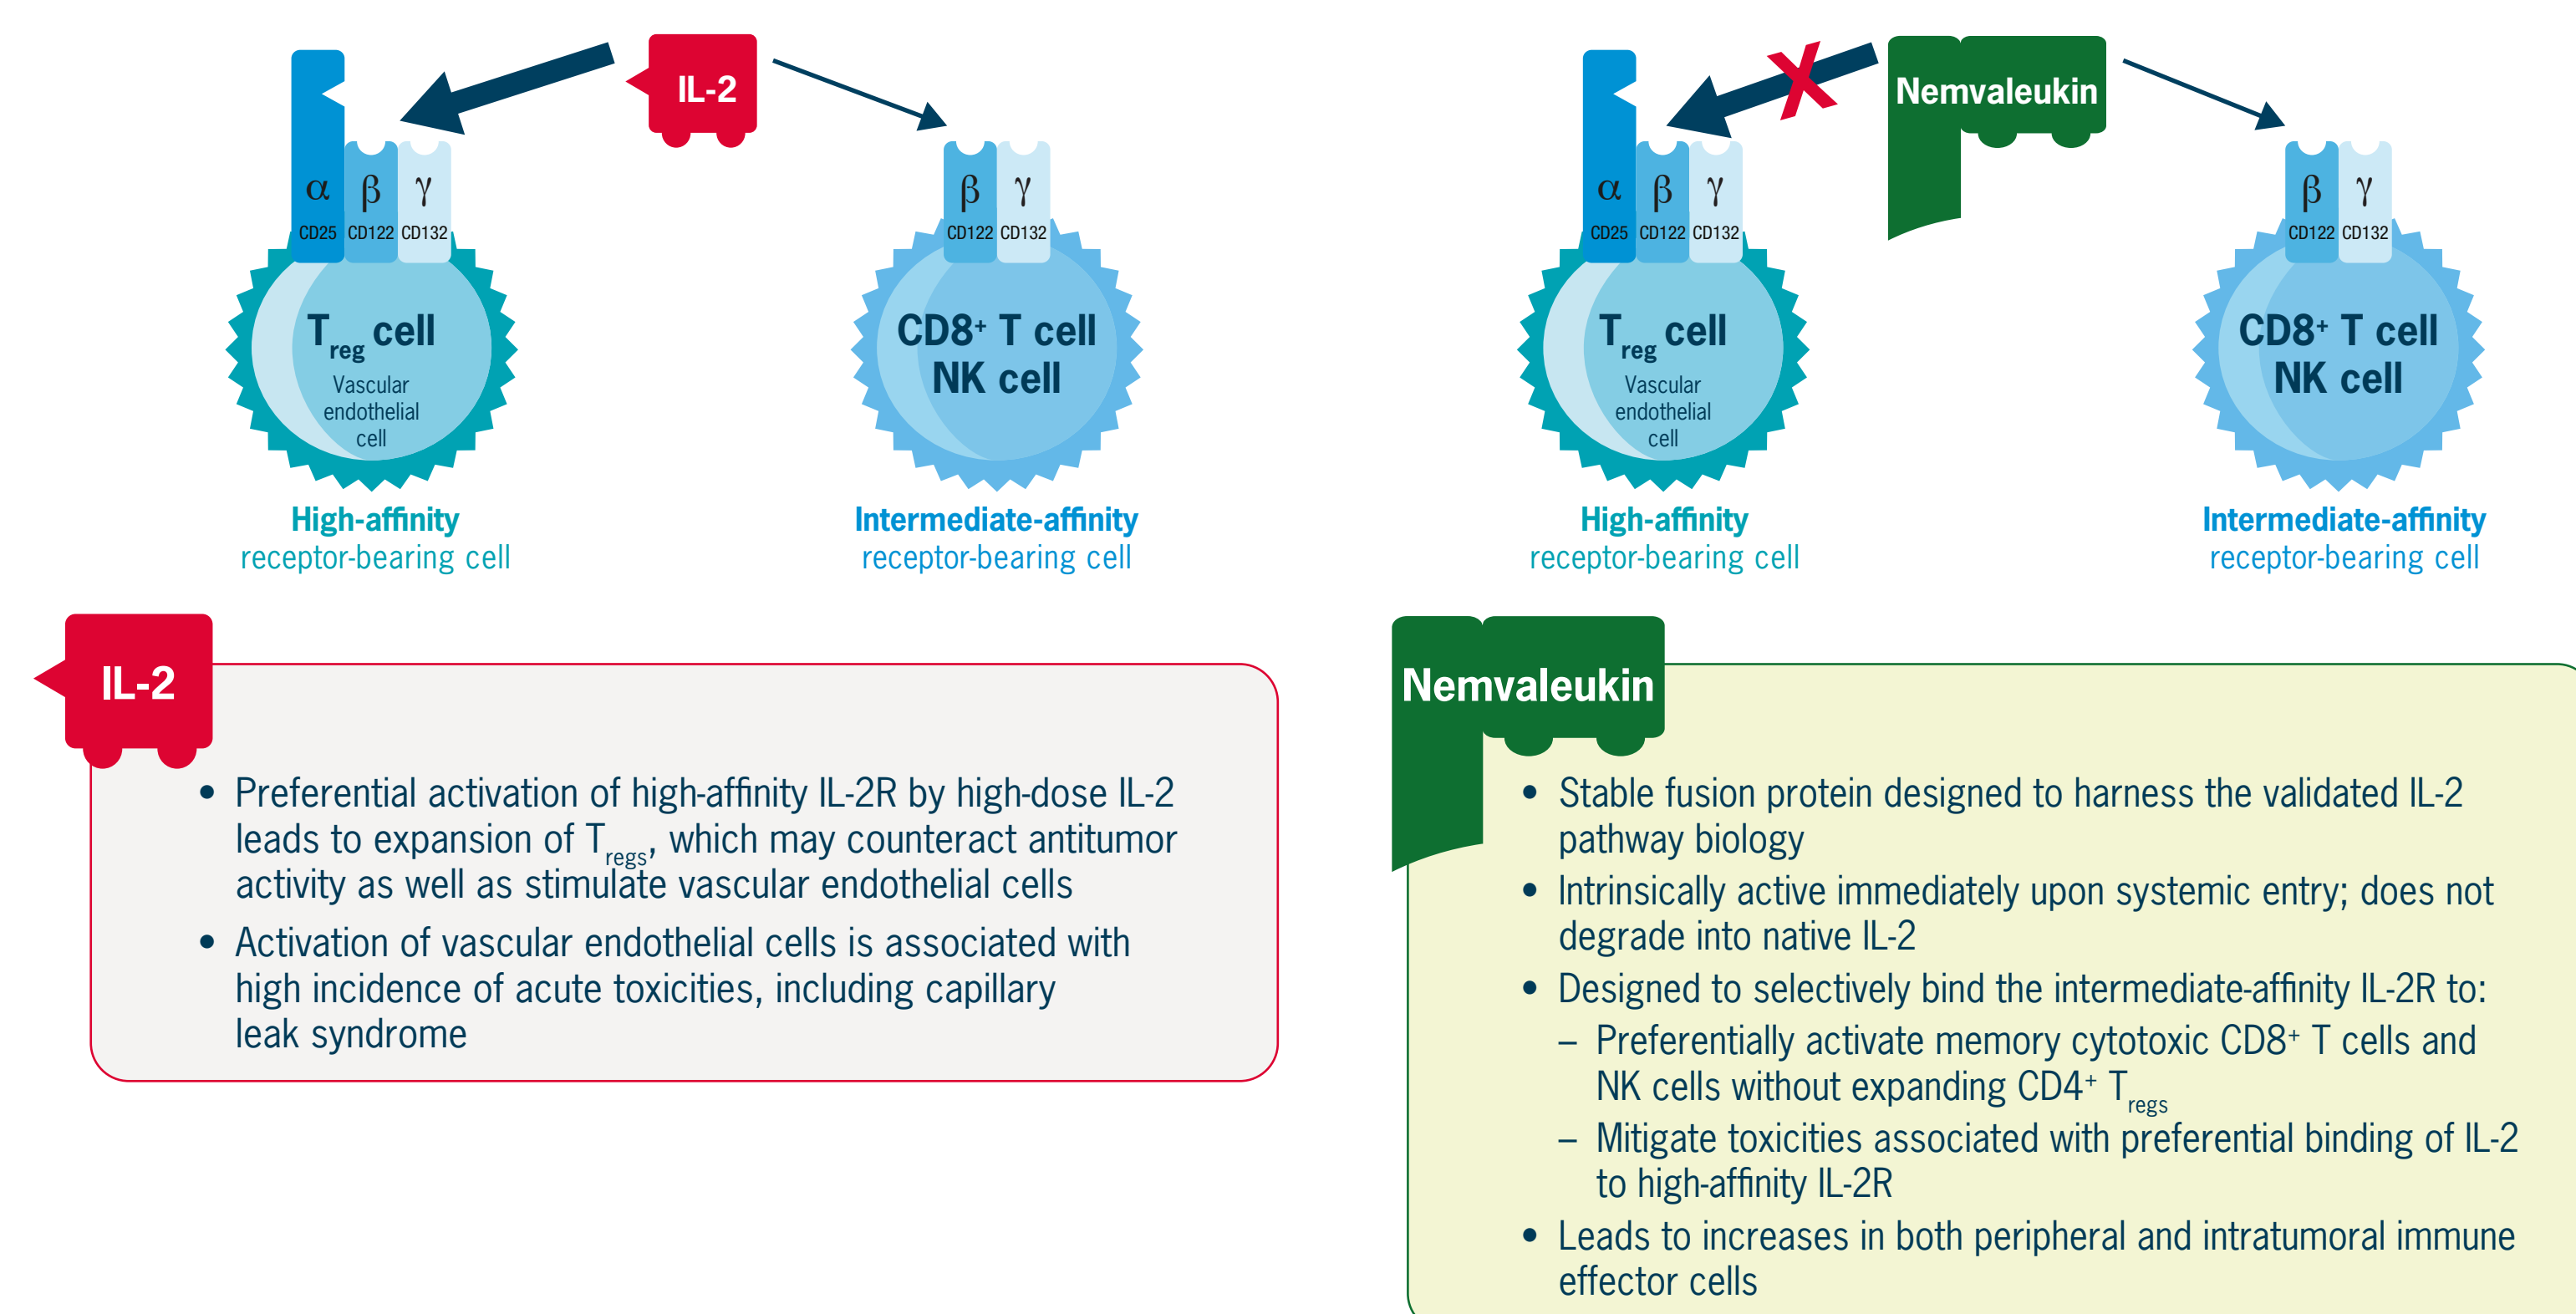 IL-2
α β γ
CD25 CD122 CD132
Treg cell
Vascular
endothelial
cell
High-affinity
receptor-bearing cell
β γ
CD122 CD132
CD8+ T cell
NK cell
Intermediate-affinity
receptor-bearing cell
X
Nemvaleukin
α β γ
CD25 CD122 CD132
Treg cell
Vascular
endothelial
cell
High-affinity
receptor-bearing cell
β γ
CD122 CD132
CD8+ T cell
NK cell
Intermediate-affinity
receptor-bearing cell
IL-2
• Preferential activation of high-affinity IL-2R by high-dose IL-2
leads to expansion of Tregs, which may counteract antitumor
activity as well as stimulate vascular endothelial cells
• Activation of vascular endothelial cells is associated with
high incidence of acute toxicities, including capillary
leak syndrome
Nemvaleukin
• Stable fusion protein designed to harness the validated IL-2
pathway biology
• Intrinsically active immediately upon systemic entry; does not
degrade into native IL-2
• Designed to selectively bind the intermediate-affinity IL-2R to:
– Preferentially activate memory cytotoxic CD8+ T cells and
NK cells without expanding CD4+ Tregs
– Mitigate toxicities associated with preferential binding of IL-2
to high-affinity IL-2R
• Leads to increases in both peripheral and intratumoral immune
effector cells